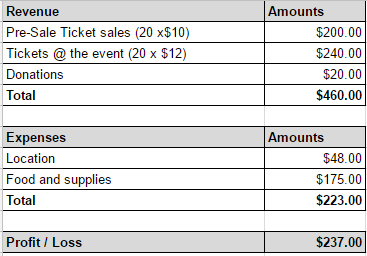 Revenue Amounts
Pre-Sale Ticket sales (20 x$10) $200.00
Tickets @ the event (20 x $12) $240.00
Donations $20.00
Total $460.00
Expenses Amounts
Location $48.00
Food and supplies $175.00
Total $223.00
Profit / Loss $237.00